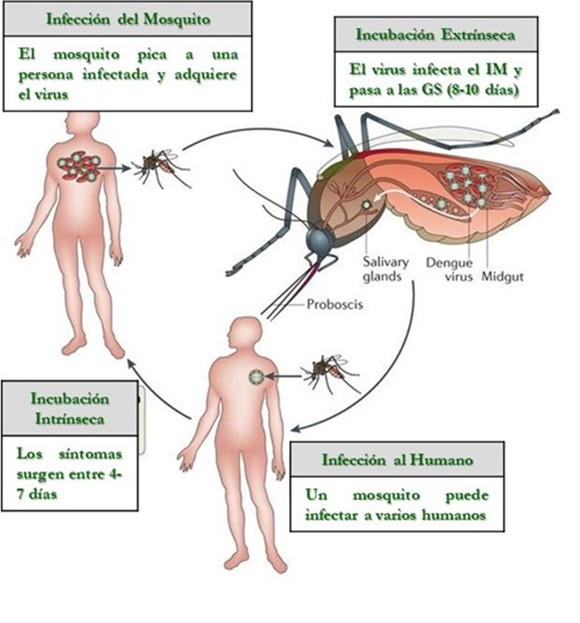 Infección del Mosquito
El mosquito pica a una
persona infectada y adquiere
el virus
Incubación Extrínseca
El virus infecta el IM y
pasa a las GS (8-10 días)
Salivary
glands
Dengue
virus
Midgut
Proboscis
Incubación
Intrínseca
Los síntomas
surgen entre 4-
7 días
Infección al Humano
Un mosquito puede
infectar a varios humanos